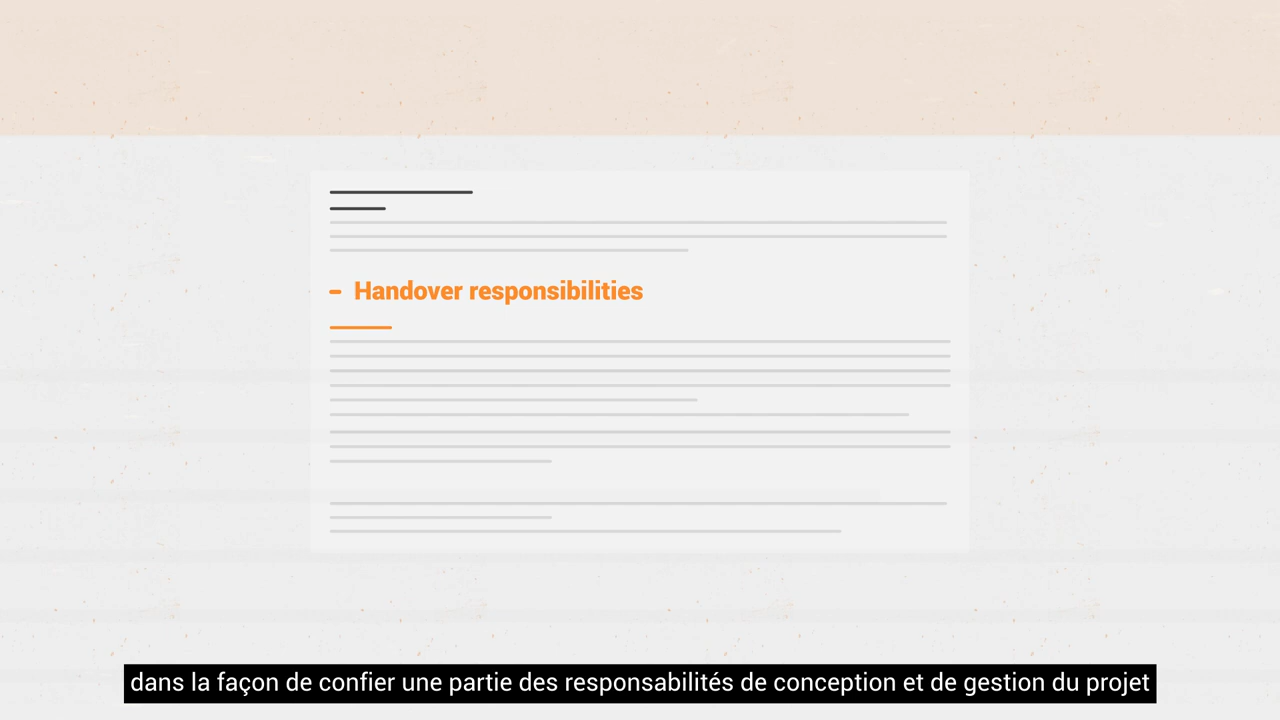 – Handover responsibilities
dans la façon de confier une partie des responsabilités de conception et de gestion du projet